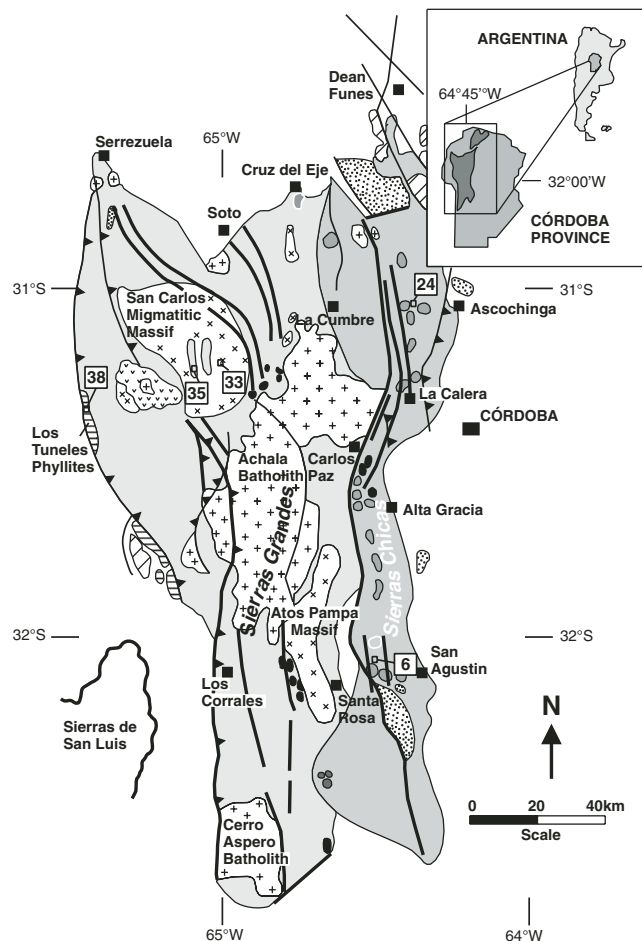 ARGENTINA
64°45''W
32°00'W
CÓRDOBA
PROVINCE
Dean
Funes
65°W
Serrezuela
Cruz del Eje
Soto
31°S
31°S
24
San Carlos
Migmatitic
Massif
La Cumbre
Ascochinga
38
35
33
La Calera
CÓRDOBA
Los
Tuneles
Phyllites
Achala
Batholith
Carlos
Paz
Alta Gracia
Sierras Grandes
Sierras Chicas
Atos Pampa
Massif
32°S
32°S
6
San
Agustin
Los
Corrales
Santa
Rosa
Sierras de
San Luis
N
0 20 40km
Scale
Cerro
Aspero
Batholith
65°W
64°W